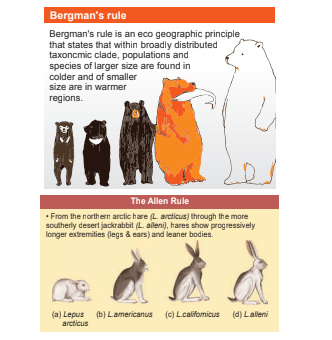 Bergman's rule
Bergman's rule is an eco geographic principle
that states that within broadly distributed
taxoncmic clade, populations and
species of larger size are found in
colder and of smaller
size are in warmer
regions.
The Allen Rule
• From the northern arctic hare (L. arcticus) through the more
southerly desert jackrabbit (L. alleni), hares show progressively
longer extremities (legs & ears) and leaner bodies.
(a) Lepus
arcticus
(b) L.americanus
(c) L.califomicus
(d) L.alleni